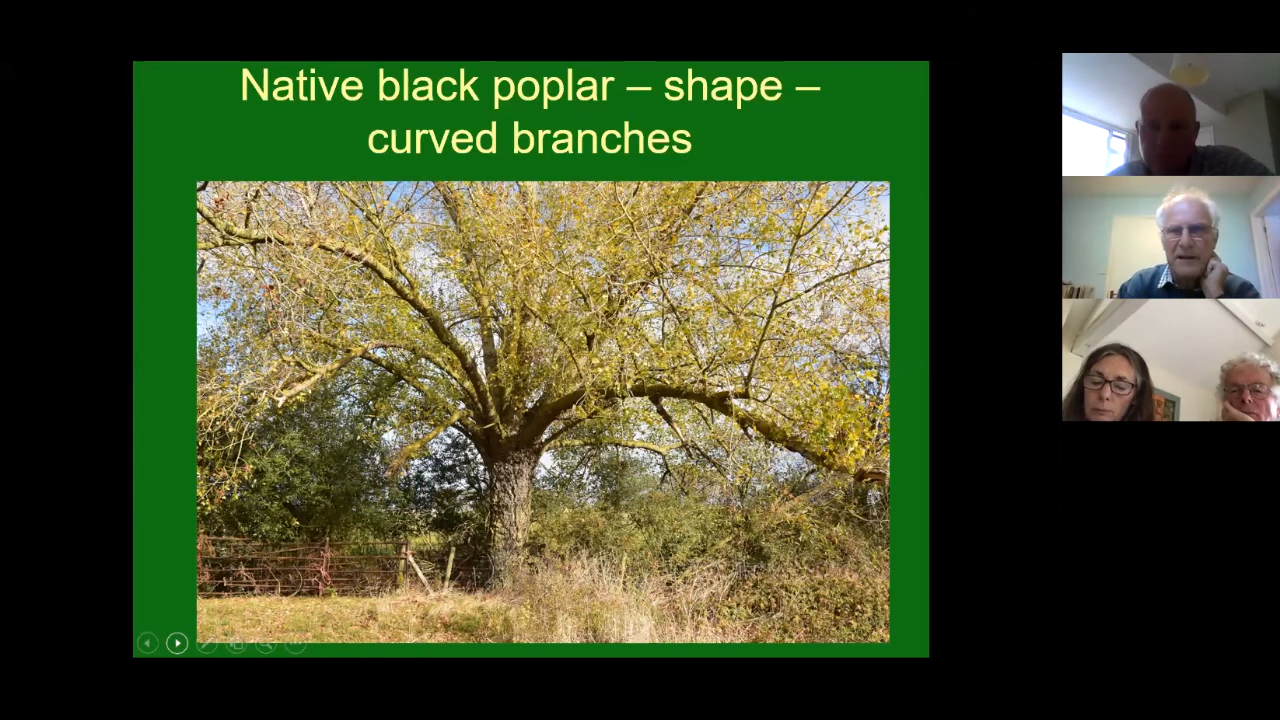 Native black poplar – shape –
curved branches